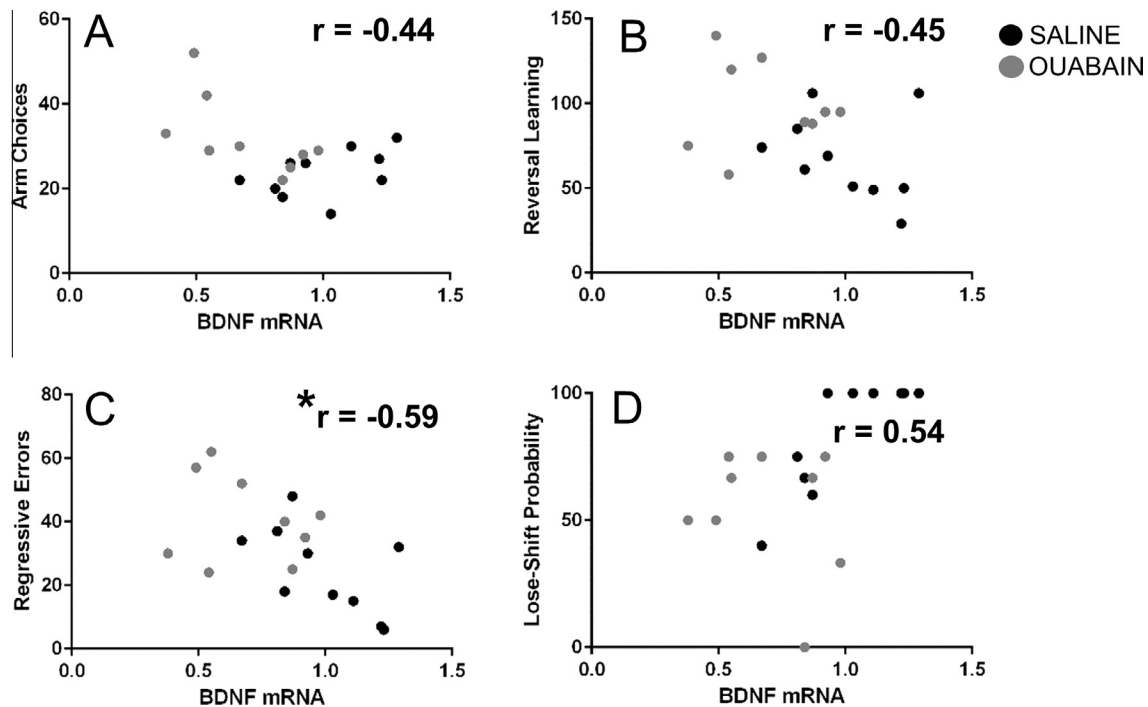 A
r = -0.44
60
40
20
0
Arm Choices
0.0 0.5 1.0 1.5
BDNF mRNA
B
r = -0.45
150
100
50
0
Reversal Learning
0.0 0.5 1.0 1.5
BDNF mRNA
SALINE
OUABAIN
C
* r = -0.59
80
60
40
20
0
Regressive Errors
0.0 0.5 1.0 1.5
BDNF mRNA
D
r = 0.54
100
50
0
Lose-Shift Probability
0.0 0.5 1.0 1.5
BDNF mRNA